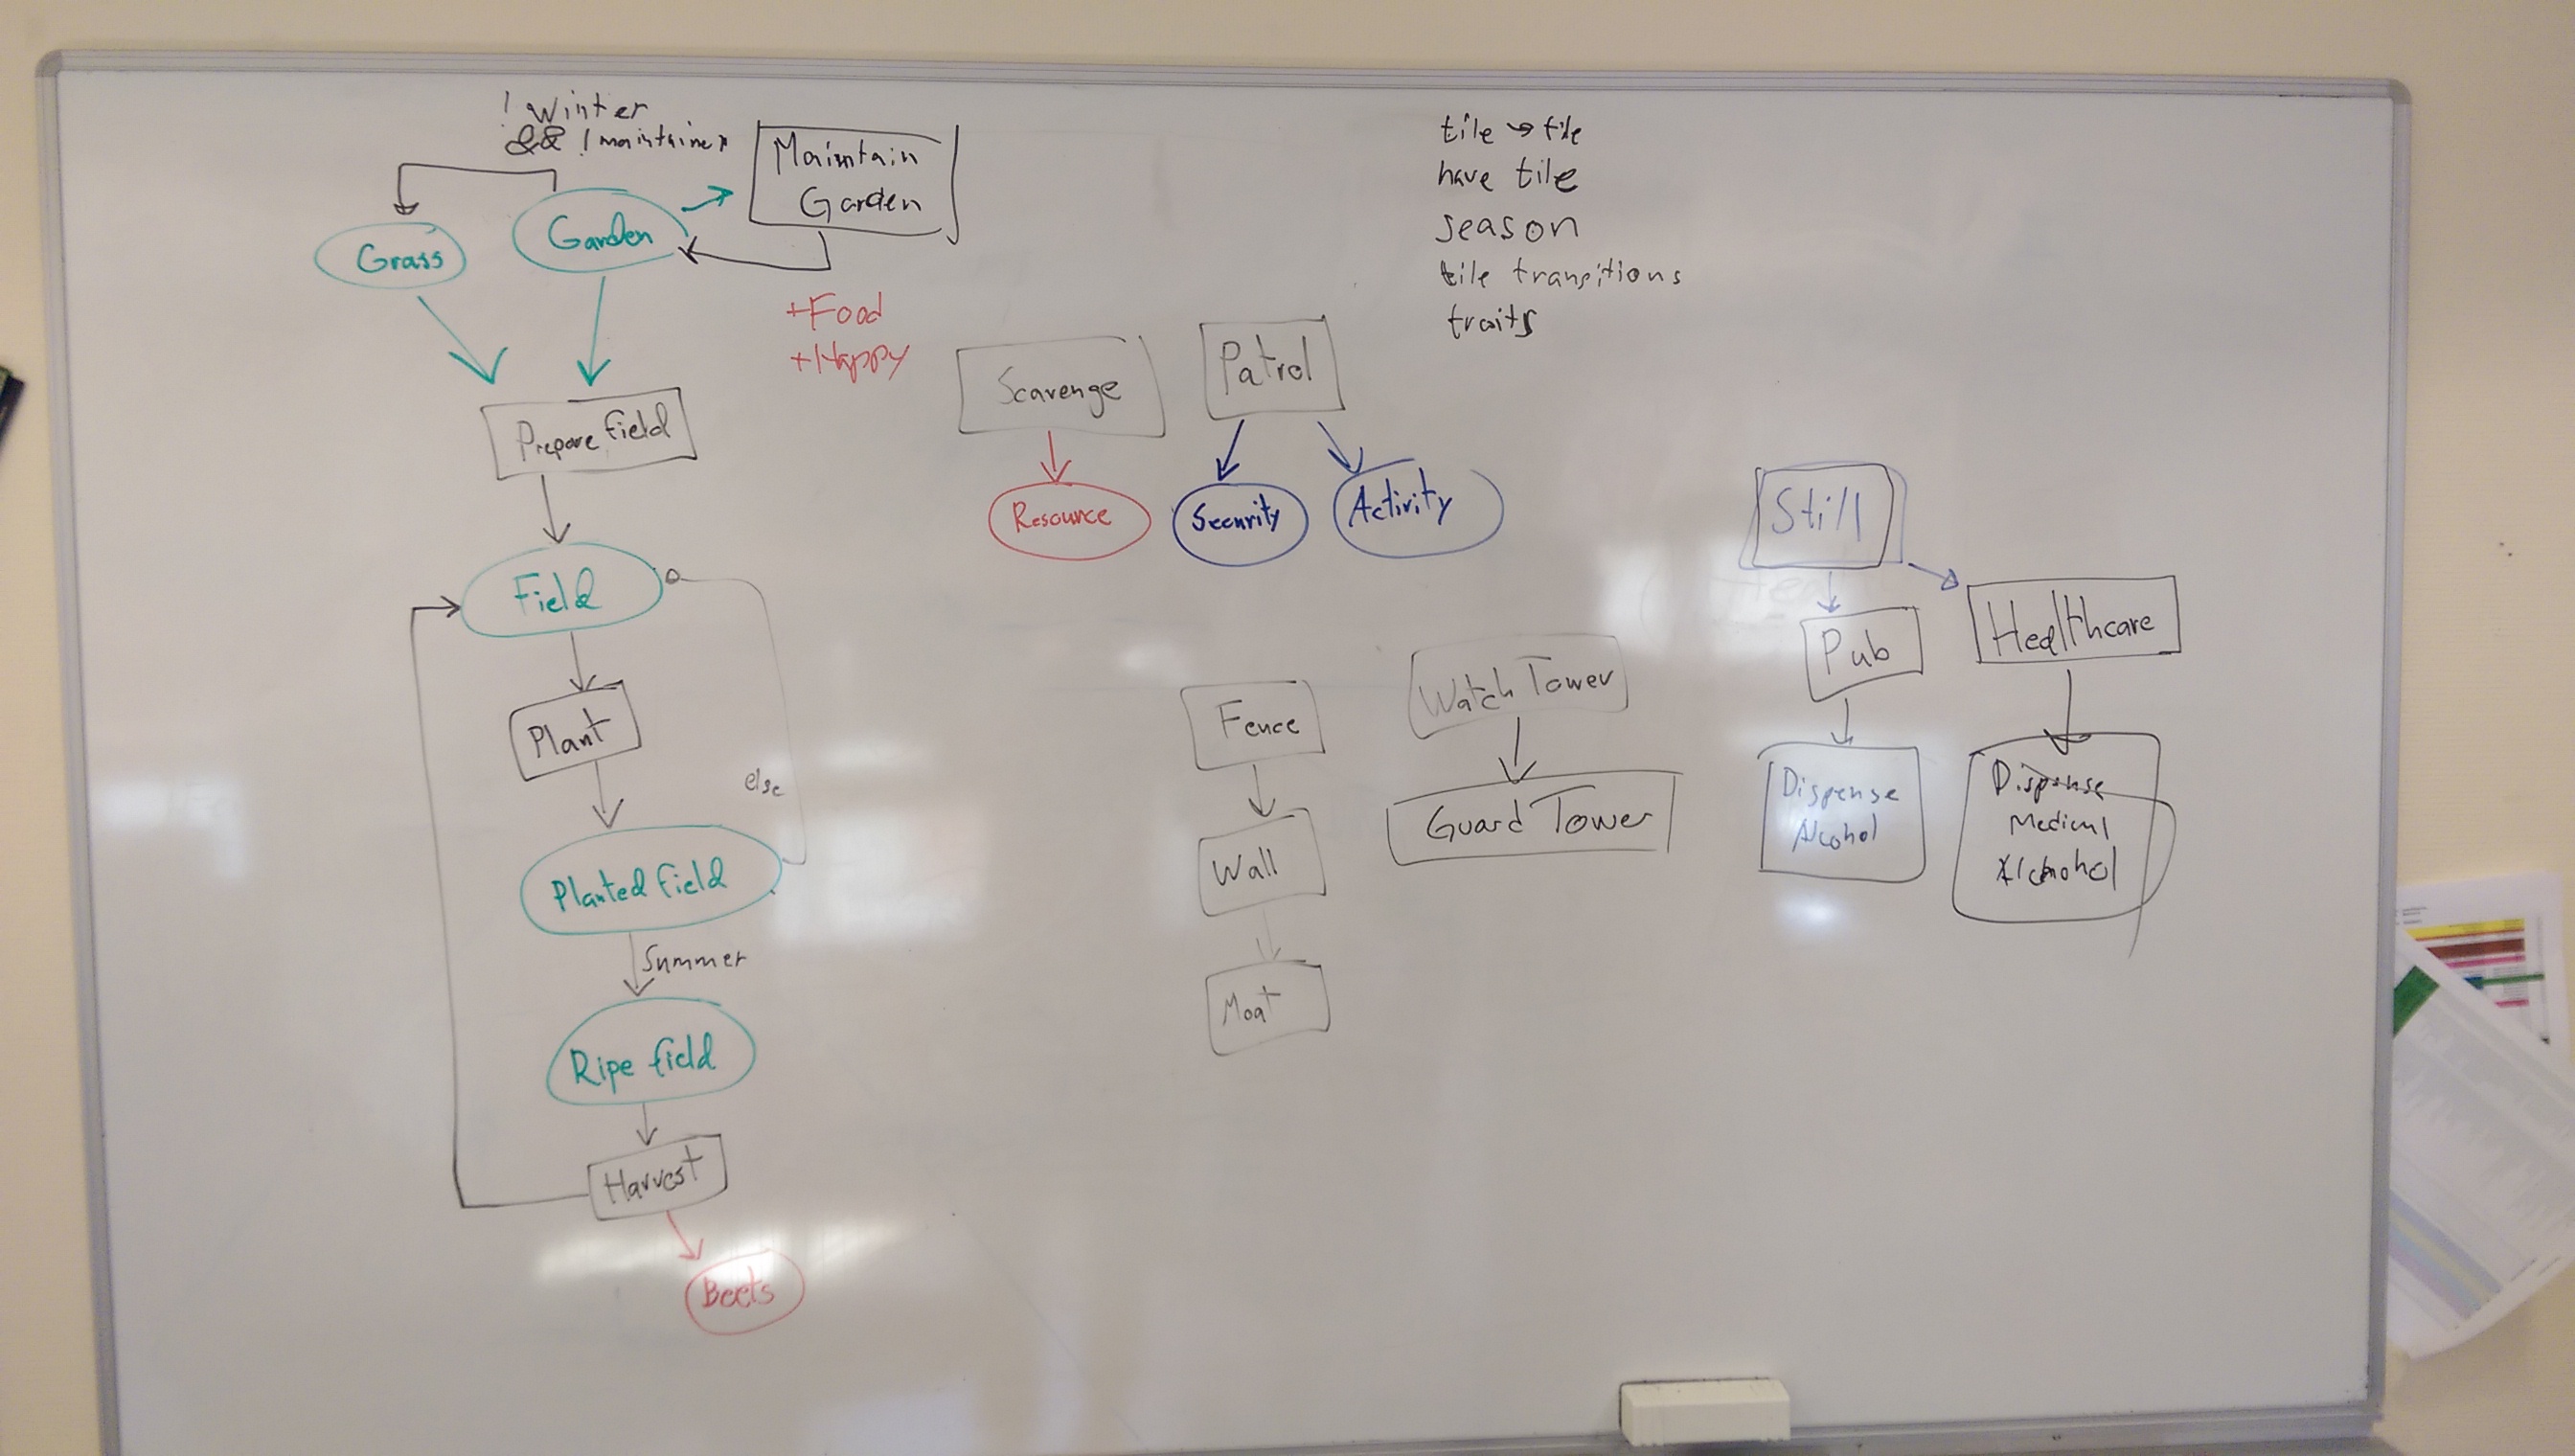 ! Winter
&& ! maintained
Maintain
Garden
Garden
Grass
+Food
+Happy
Prepare field
Field
Plant
else
Planted field
Summer
Ripe field
Harvest
Beets
tile → tile
have tile
season
tile transitions
traits
Scavenge
Patrol
Resource
Security
Activity
Fence
Wall
Moat
Watch Tower
Guard Tower
Still
Pub
Healthcare
Dispense
Alcohol
Dispense
Medical